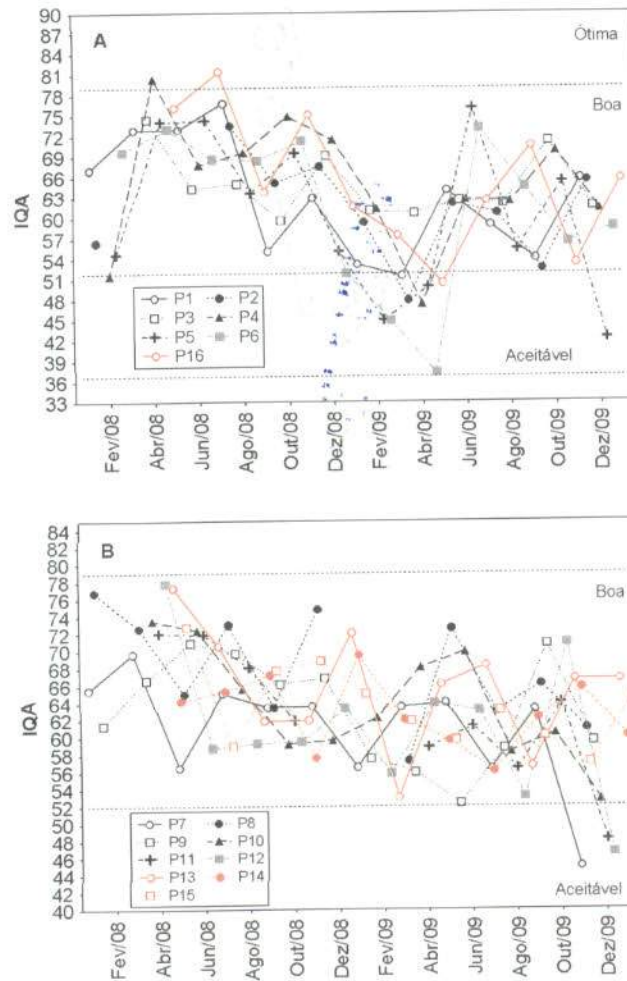 A
90
87
84
81
78
75
72
69
66
63
60
57
54
51
48
45
42
39
36
33
IQA
Ótima
Boa
Aceitável
P1
P2
P3
P4
P5
P6
P16
Fev/08
Abr/08
Jun/08
Ago/08
Out/08
Dez/08
Fev/09
Abr/09
Jun/09
Ago/09
Out/09
Dez/09
B
84
82
80
78
76
74
72
70
68
66
64
62
60
58
56
54
52
50
48
46
44
42
40
IQA
Boa
Aceitável
P7
P8
P9
P10
P11
P12
P13
P14
P15
Fev/08
Abr/08
Jun/08
Ago/08
Out/08
Dez/08
Fev/09
Abr/09
Jun/09
Ago/09
Out/09
Dez/09